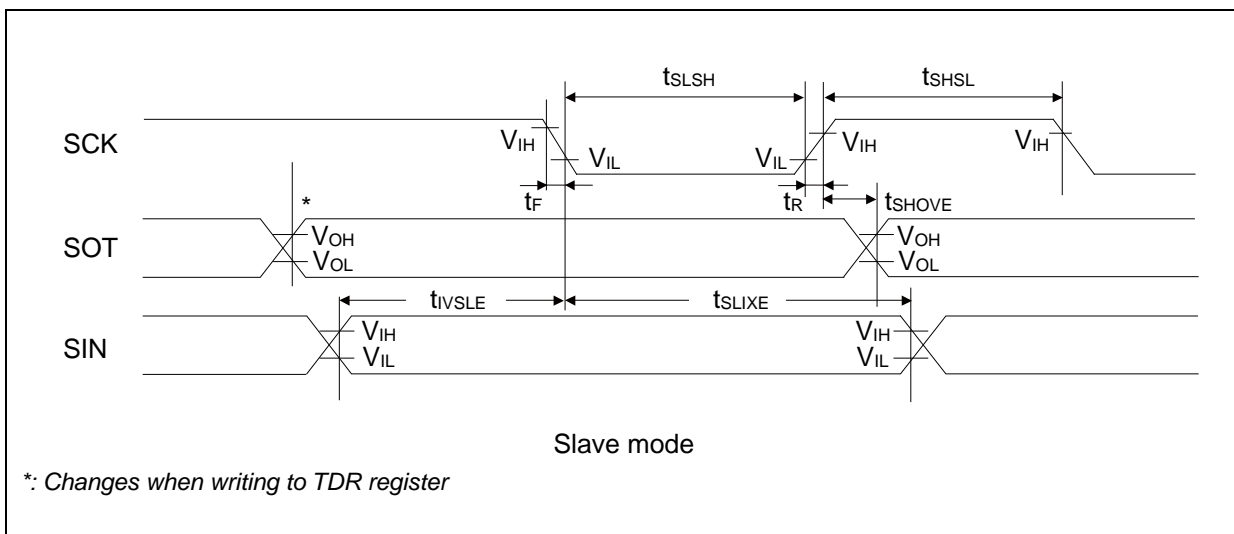 tSLSH tSHSL
SCK VIH VIL VIL VIH VIH
tF tR tSHOVE
*
SOT VOH VOH
VOL VOL
tIVSLE tSLIXE
SIN VIH VIH
VIL VIL
Slave mode
*: Changes when writing to TDR register